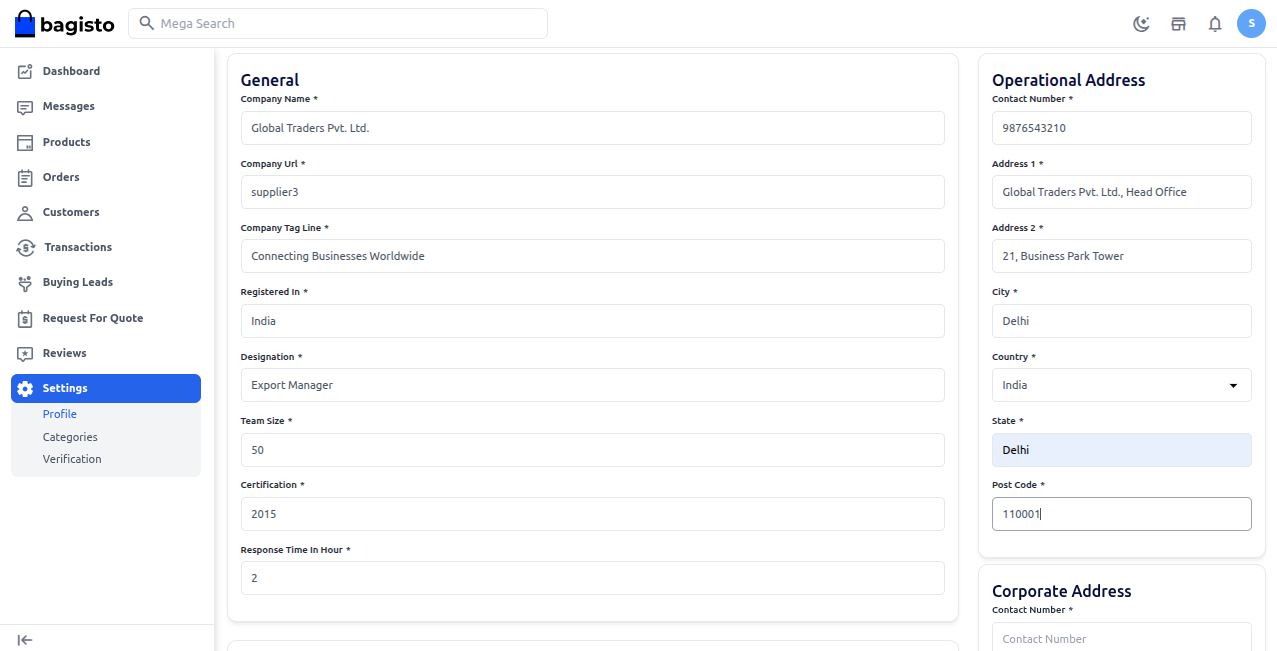 bagisto
Mega Search
S
Dashboard
Messages
Products
Orders
Customers
Transactions
Buying Leads
Request For Quote
Reviews
Settings
Profile
Categories
Verification
General
Company Name *
Global Traders Pvt. Ltd.
Company Url *
supplier3
Company Tag Line *
Connecting Businesses Worldwide
Registered In *
India
Designation *
Export Manager
Team Size *
50
Certification *
2015
Response Time In Hour *
2
Operational Address
Contact Number *
9876543210
Address 1 *
Global Traders Pvt. Ltd., Head Office
Address 2 *
21, Business Park Tower
City *
Delhi
Country *
India
State *
Delhi
Post Code *
110001
Corporate Address
Contact Number *
Contact Number